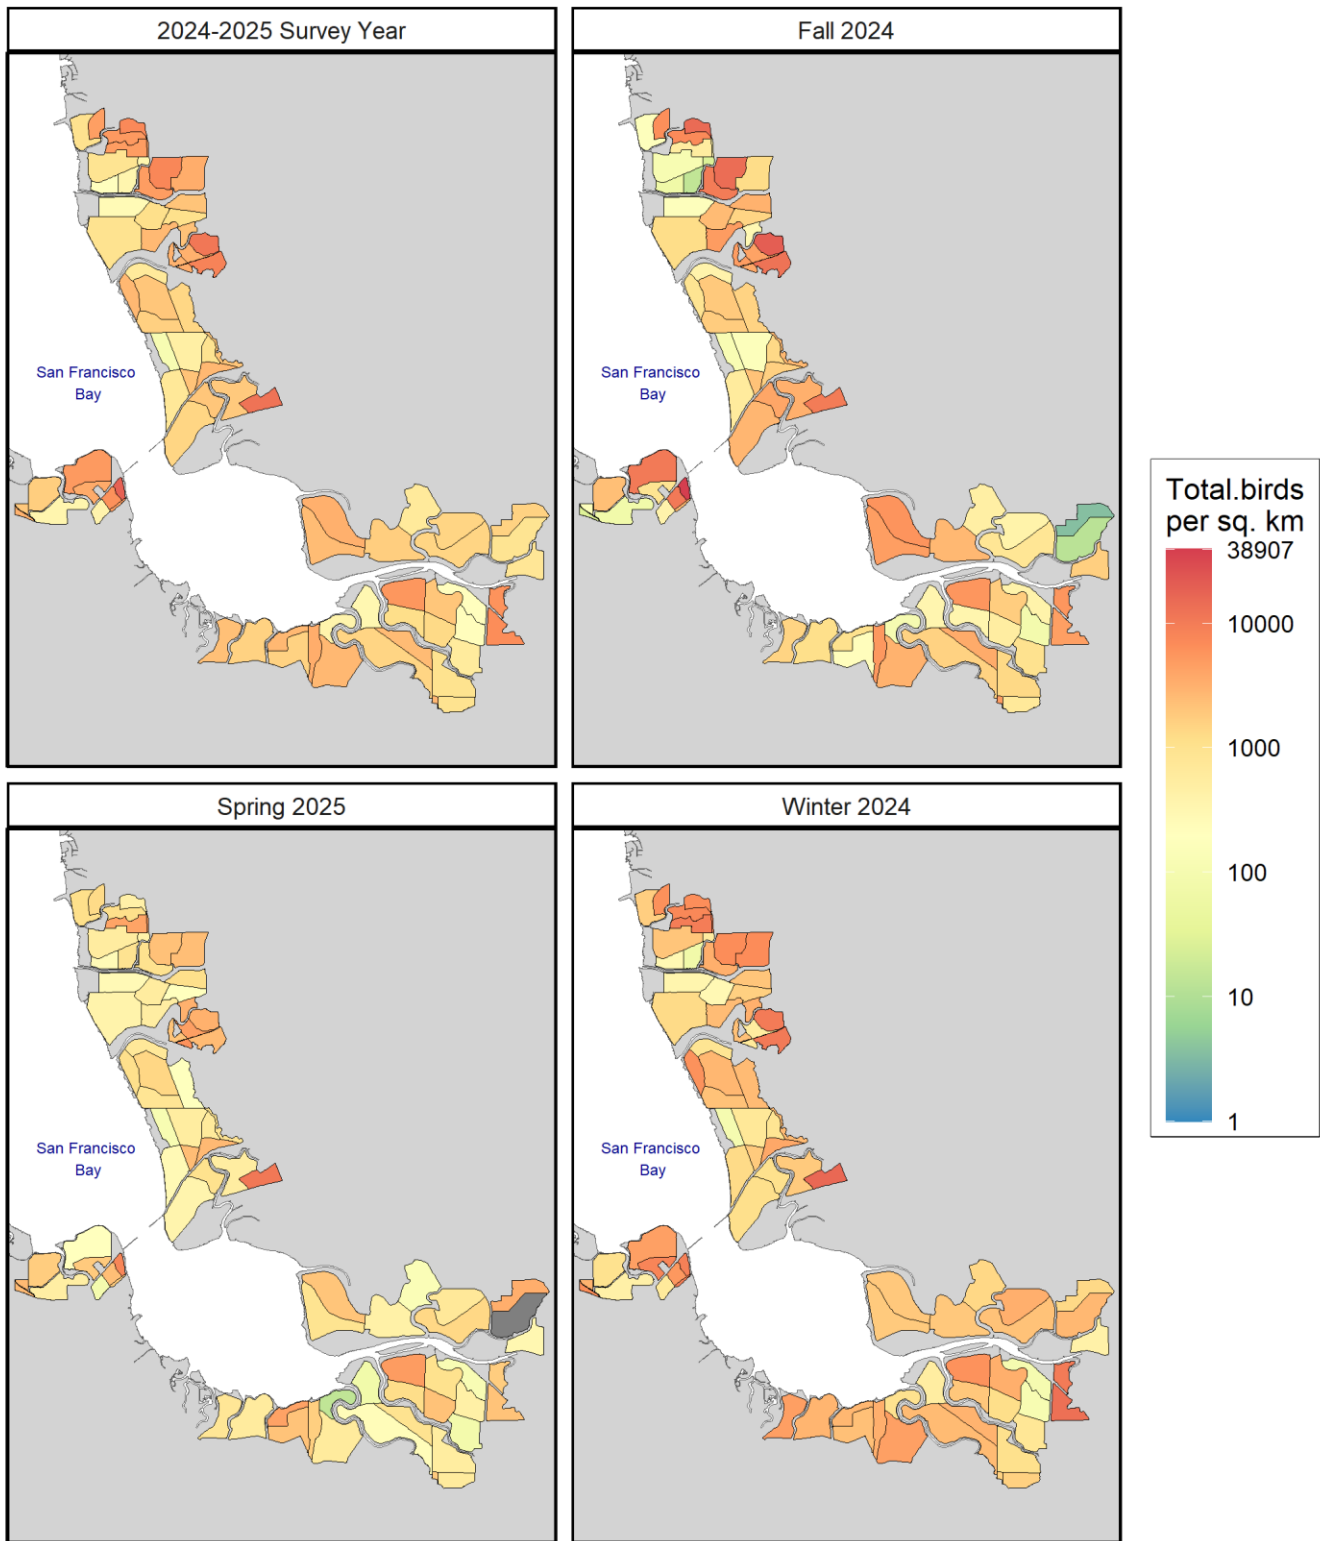 2024-2025 Survey Year
Fall 2024
San Francisco
Bay
San Francisco
Bay
Total.birds
per sq. km
38907
10000
1000
100
10
1
Spring 2025
Winter 2024
San Francisco
Bay
San Francisco
Bay